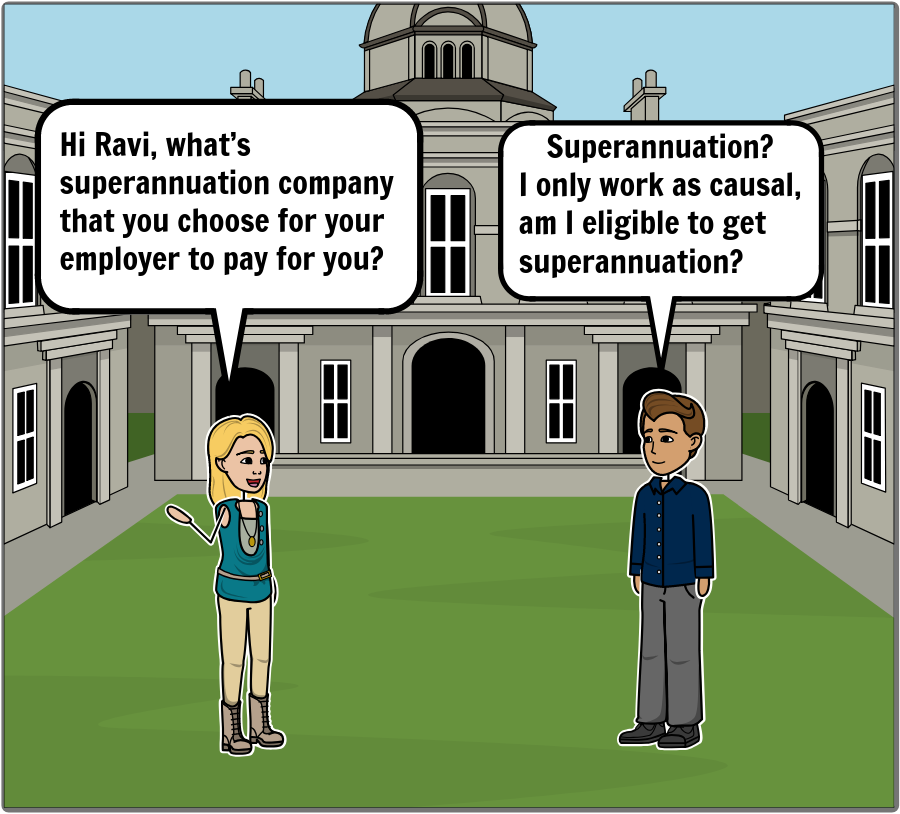 Hi Ravi, what's
superannuation company
that you choose for your
employer to pay for you?
Superannuation?
I only work as causal,
am I eligible to get
superannuation?